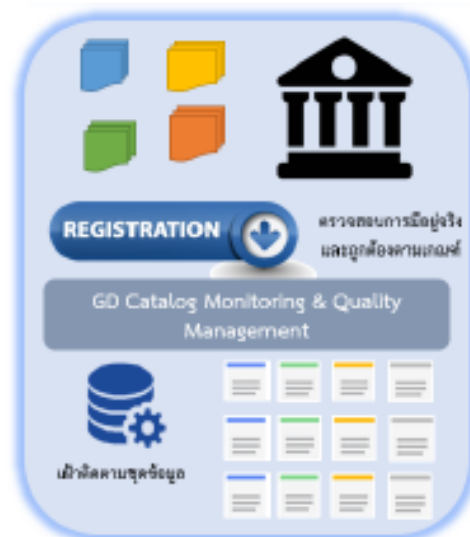 REGISTRATION
ตรวจสอบการมีอยู่จริง
และถูกต้องตามเกณฑ์
GD Catalog Monitoring & Quality
Management
เฝ้าติดตามชุดข้อมูล